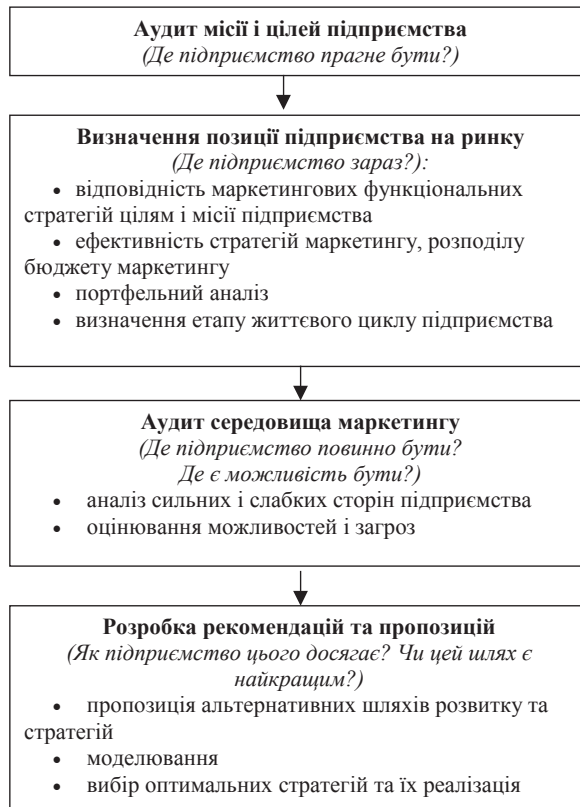 Аудит місії і цілей підприємства
(Де підприємство прагне бути?)
Визначення позиції підприємства на ринку
(Де підприємство зараз?):
• відповідність маркетингових функціональних
стратегій цілям і місії підприємства
• ефективність стратегій маркетингу, розподілу
бюджету маркетингу
• портфельний аналіз
• визначення етапу життєвого циклу підприємства
Аудит середовища маркетингу
(Де підприємство повинно бути?
Де є можливість бути?)
• аналіз сильних і слабких сторін підприємства
• оцінювання можливостей і загроз
Розробка рекомендацій та пропозицій
(Як підприємство цього досягає? Чи цей шлях є
найкращим?)
• пропозиція альтернативних шляхів розвитку та
стратегій
• моделювання
• вибір оптимальних стратегій та їх реалізація